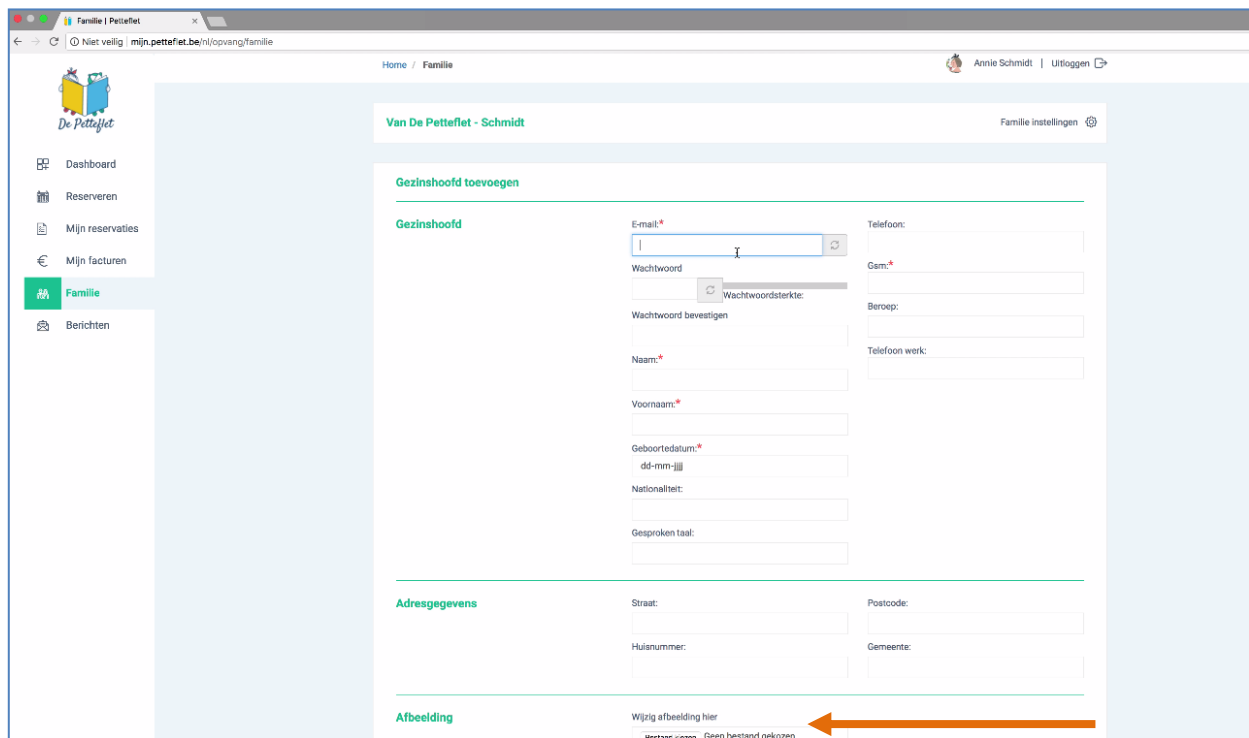 Familie | Petteflet
Niet veilig | mijn.petteflet.be/nl/opvang/familie
De Petteflet
Home / Familie
Annie Schmidt | Uitloggen
Dashboard
Reserveren
Mijn reservaties
Mijn facturen
Familie
Berichten
Van De Petteflet - Schmidt
Familie instellingen
Gezinshoofd toevoegen
Gezinshoofd
E-mail:*
Wachtwoord
Wachtwoordsterkte:
Wachtwoord bevestigen
Naam:*
Voornaam:*
Geboortedatum:*
dd-mm-jjjj
Nationaliteit:
Gesproken taal:
Telefoon:
Gsm:*
Beroep:
Telefoon werk:
Adresgegevens
Straat:
Postcode:
Huisnummer:
Gemeente:
Afbeelding
Wijzig afbeelding hier
Bestand kiezen Geen bestand gekozen